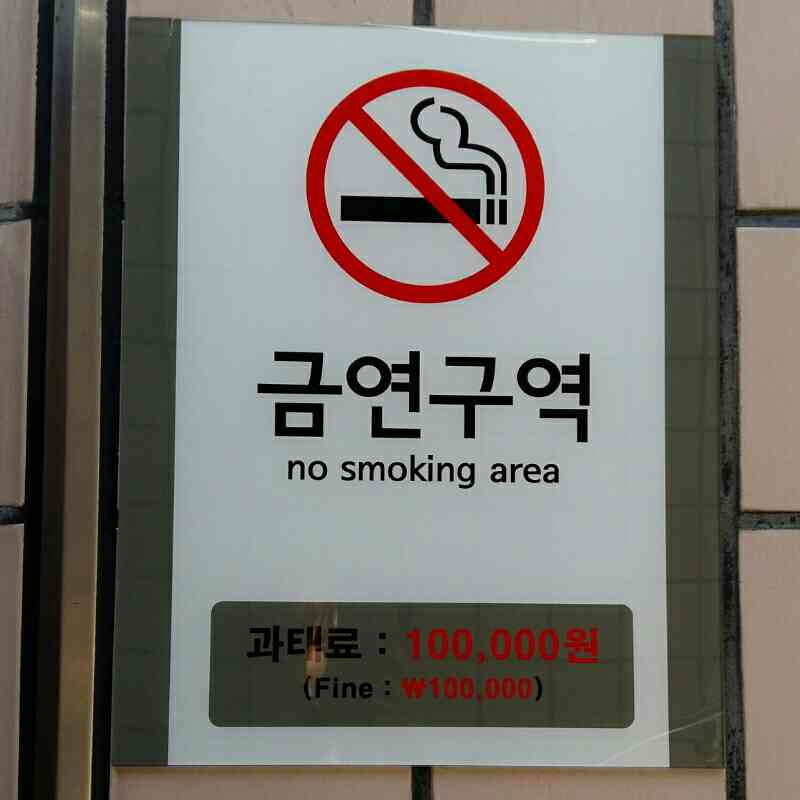 금연구역
no smoking area
과태료 : 100,000원
(Fine : ₩100,000)